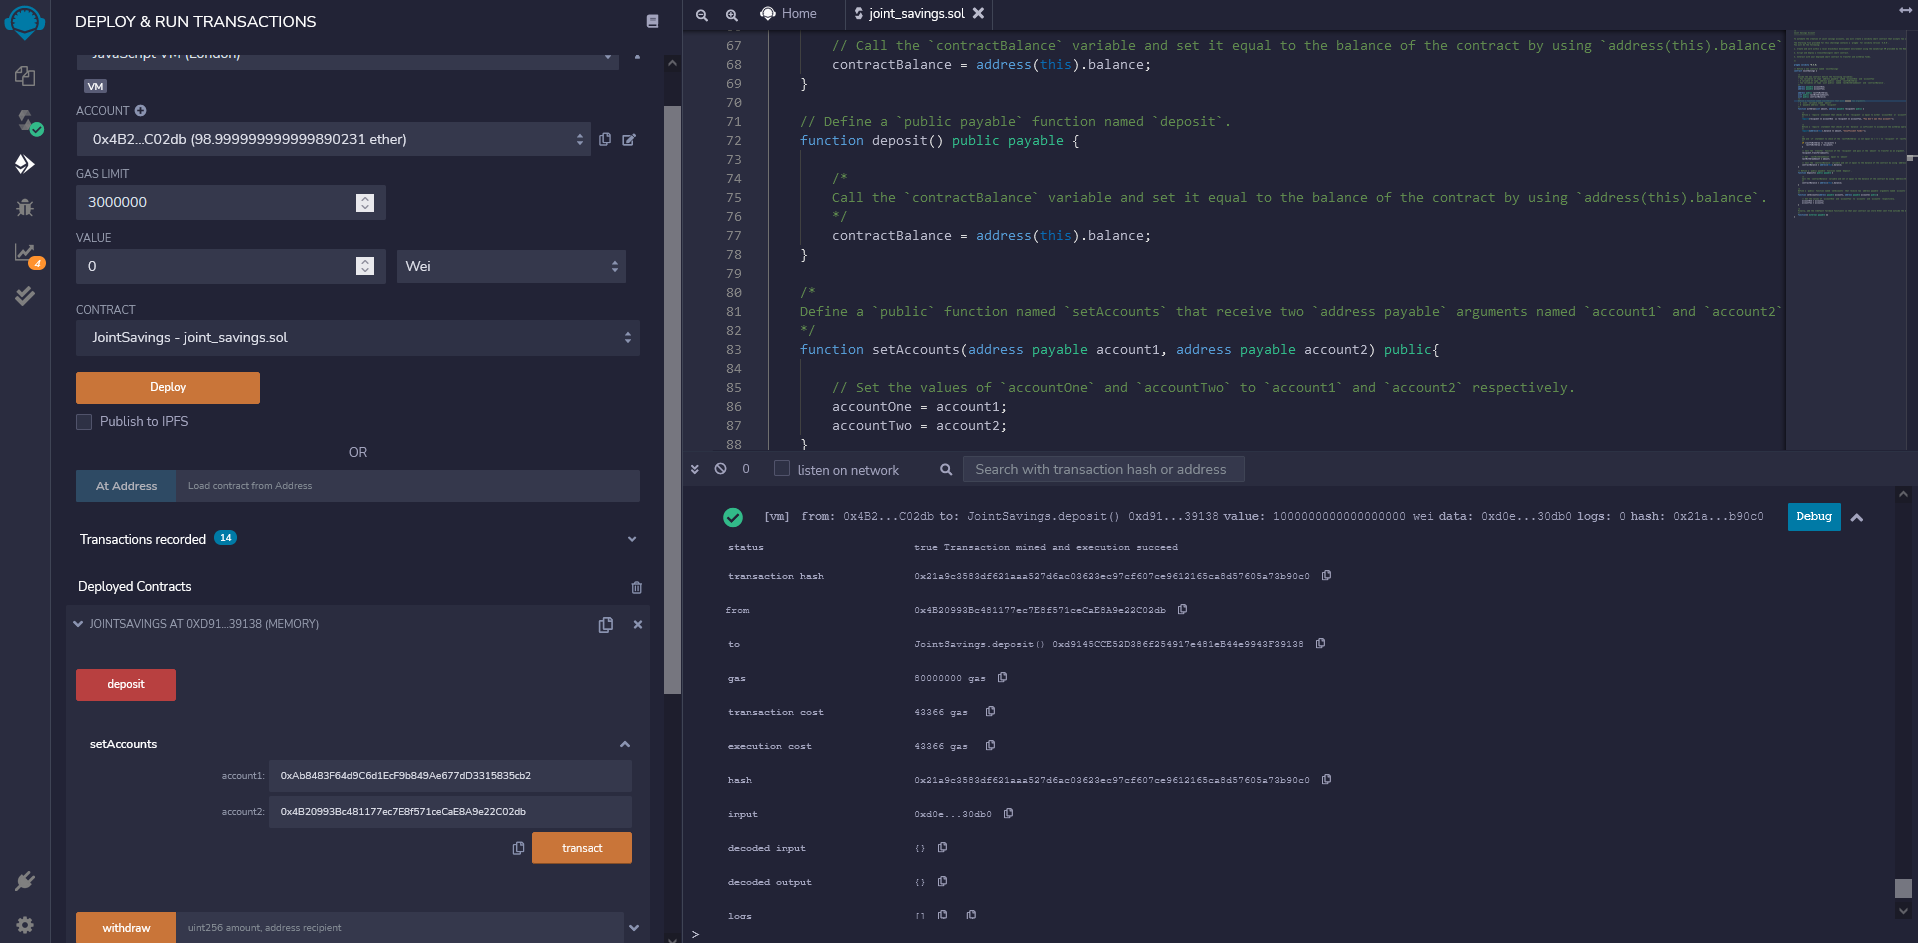 DEPLOY & RUN TRANSACTIONS
JavaScript VM (London)
VM
ACCOUNT
0x4B2...C02db (98.999999999999890231 ether)
GAS LIMIT
3000000
VALUE
0
Wei
CONTRACT
JointSavings - joint_savings.sol
Deploy
Publish to IPFS
OR
At Address
Load contract from Address
Transactions recorded 14
Deployed Contracts
JOINTSAVINGS AT 0XD91...39138 (MEMORY)
deposit
setAccounts
account1: 0xAb8483F64d9C6d1EcF9b849Ae677dD3315835cb2
account2: 0x4B20993Bc481177ec7E8f571ceCaE8A9e22C02db
transact
withdraw
uint256 amount, address recipient
4
Home
joint_savings.sol
67 // Call the `contractBalance` variable and set it equal to the balance of the contract by using `address(this).balance`
68 contractBalance = address(this).balance;
69 }
70
71 // Define a `public payable` function named `deposit`.
72 function deposit() public payable {
73
74 /*
75 Call the `contractBalance` variable and set it equal to the balance of the contract by using `address(this).balance`.
76 */
77 contractBalance = address(this).balance;
78 }
79
80 /*
81 Define a `public` function named `setAccounts` that receive two `address payable` arguments named `account1` and `account2`
82 */
83 function setAccounts(address payable account1, address payable account2) public{
84
85 // Set the values of `accountOne` and `accountTwo` to `account1` and `account2` respectively.
86 accountOne = account1;
87 accountTwo = account2;
88 }
0
listen on network
Search with transaction hash or address
[vm] from: 0x4B2...C02db to: JointSavings.deposit() 0xd91...39138 value: 1000000000000000000 wei data: 0xd0e...30db0 logs: 0 hash: 0x21a...b90c0
Debug
status true Transaction mined and execution succeed
transaction hash 0x21a9c3583df621aaa527d6ac03623ec97cf607ce9612165ca8d57605a73b90c0
from 0x4B20993Bc481177ec7E8f571ceCaE8A9e22C02db
to JointSavings.deposit() 0xd9145CCE52D386f254917e481eB44e9943F39138
gas 80000000 gas
transaction cost 43366 gas
execution cost 43366 gas
hash 0x21a9c3583df621aaa527d6ac03623ec97cf607ce9612165ca8d57605a73b90c0
input 0xd0e...30db0
decoded input {}
decoded output {}
logs []
>